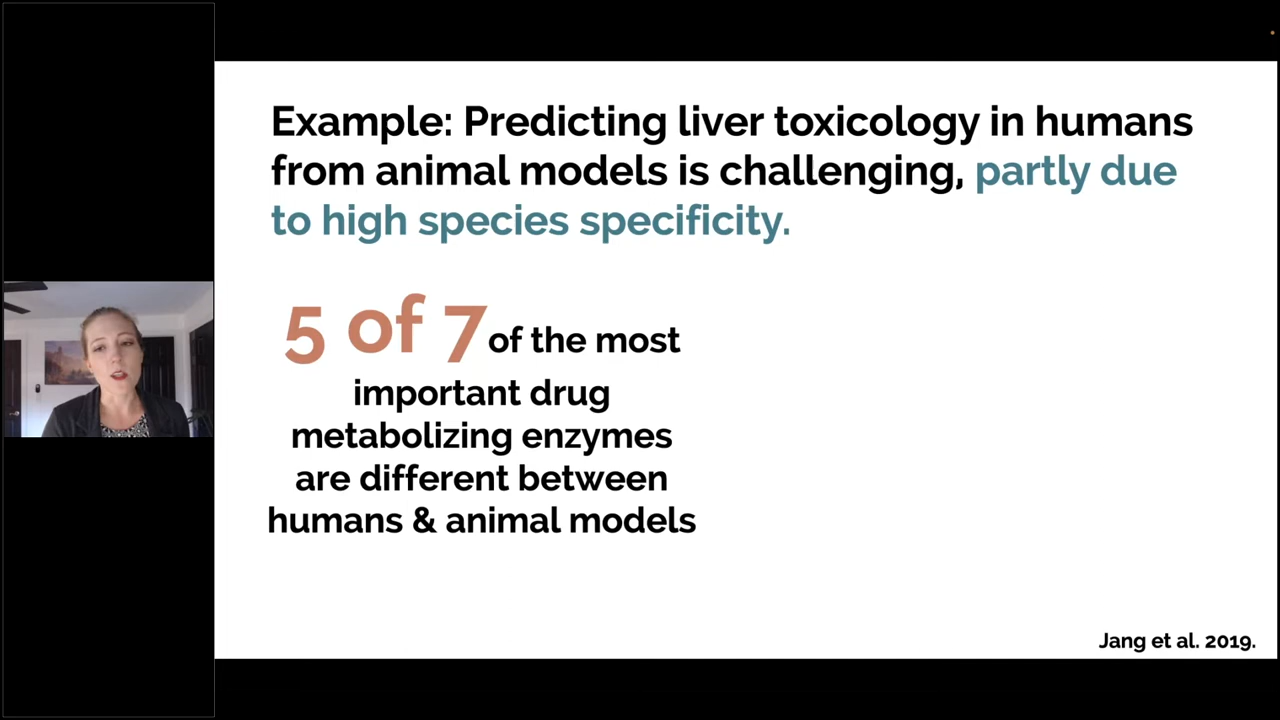 Example: Predicting liver toxicology in humans
from animal models is challenging, partly due
to high species specificity.
5 of 7 of the most
important drug
metabolizing enzymes
are different between
humans & animal models
Jang et al. 2019.